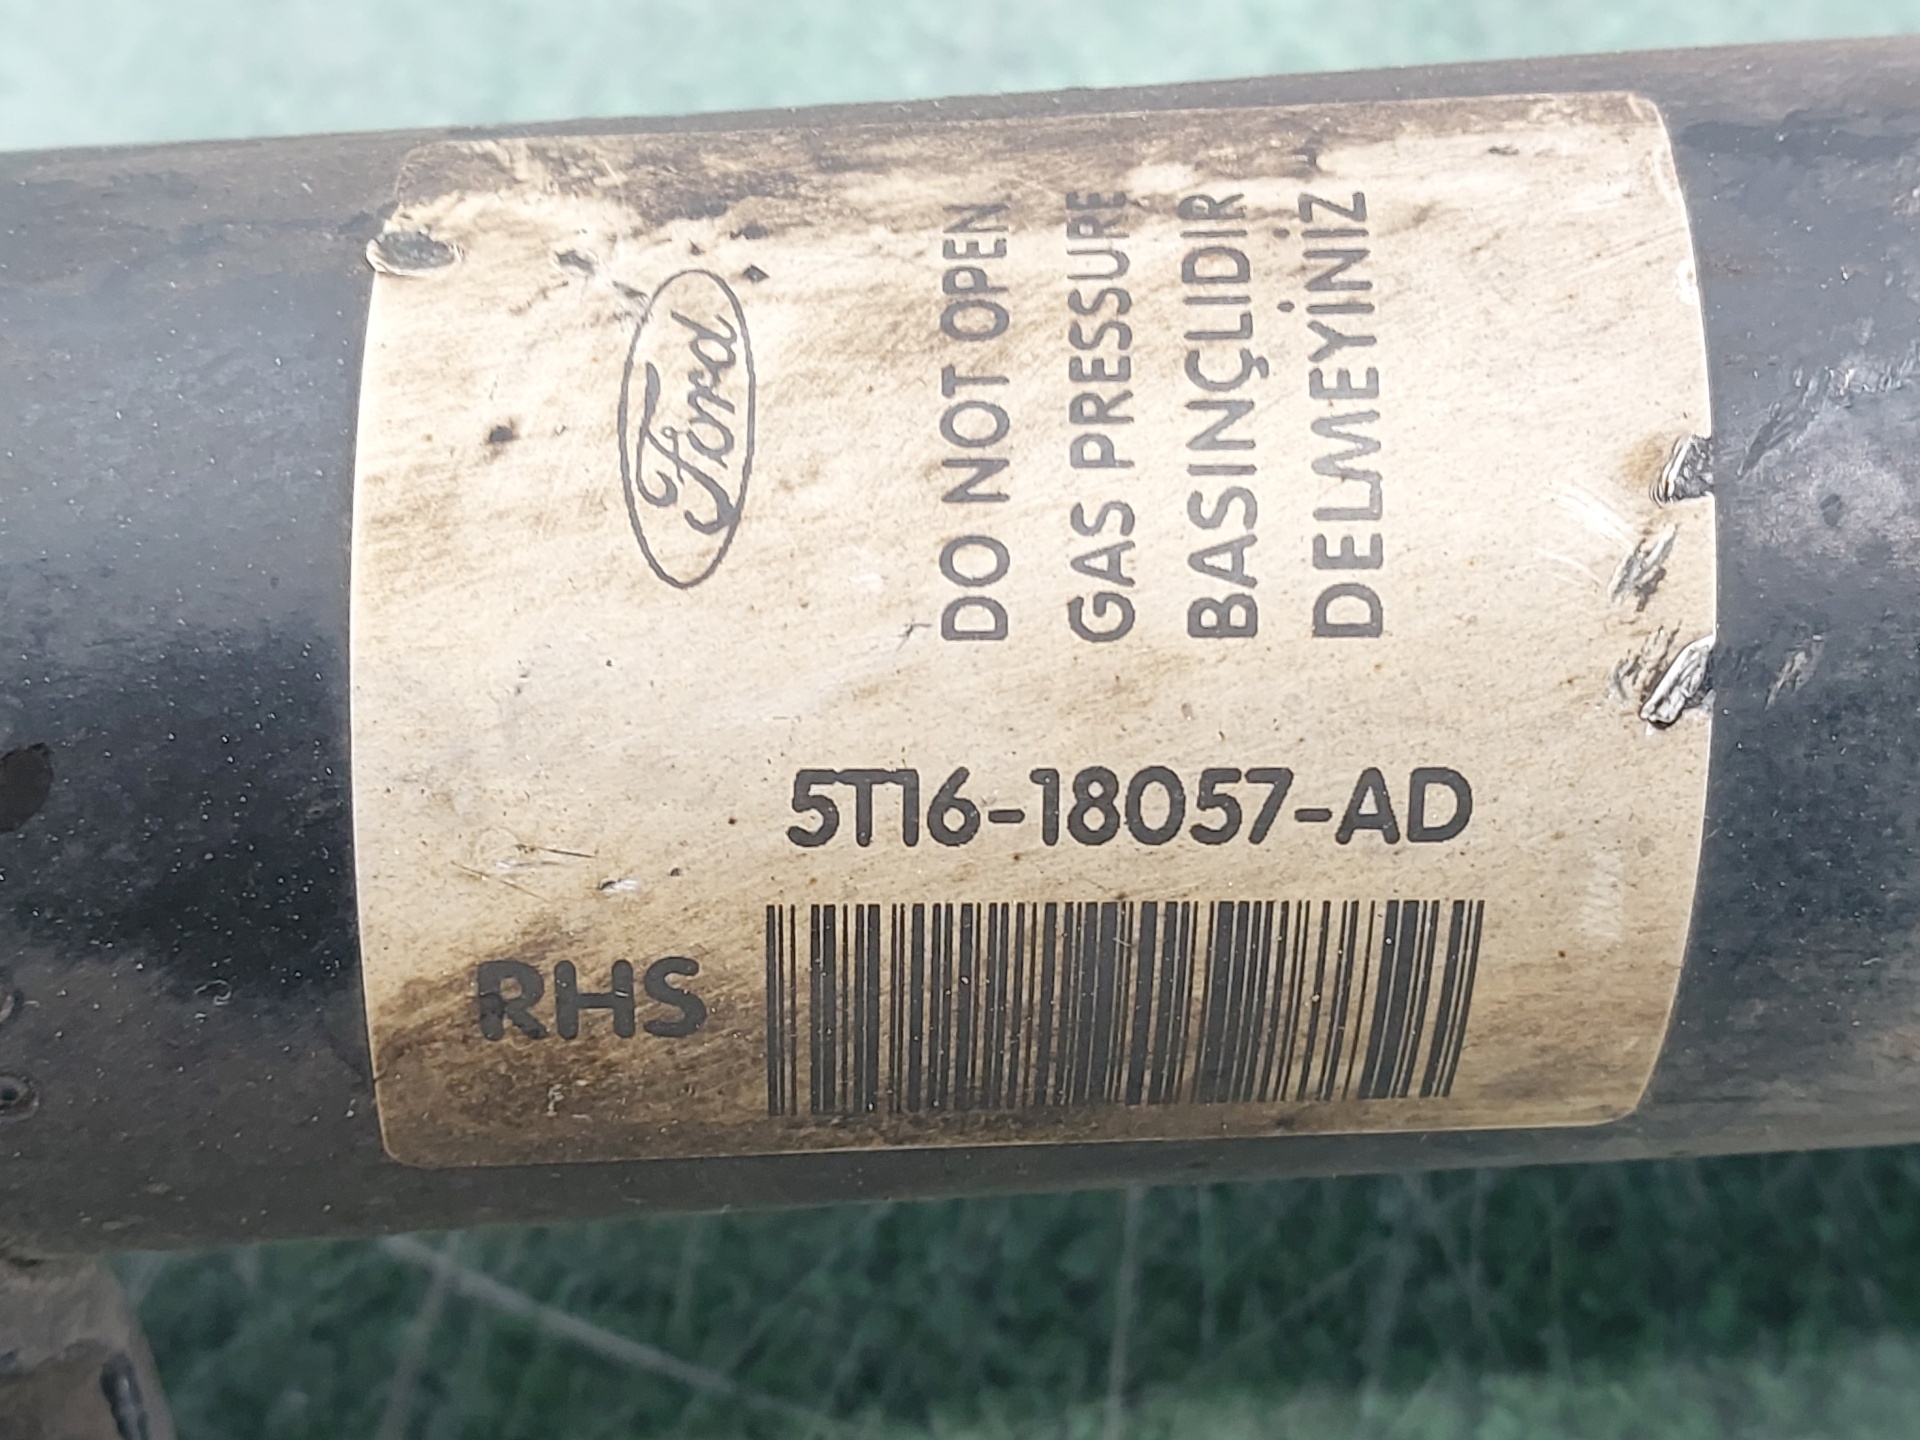 Ford
DO NOT OPEN
GAS PRESSURE
BASINÇLIDIR
DELMEYİNİZ
5T16-18057-AD
RHS